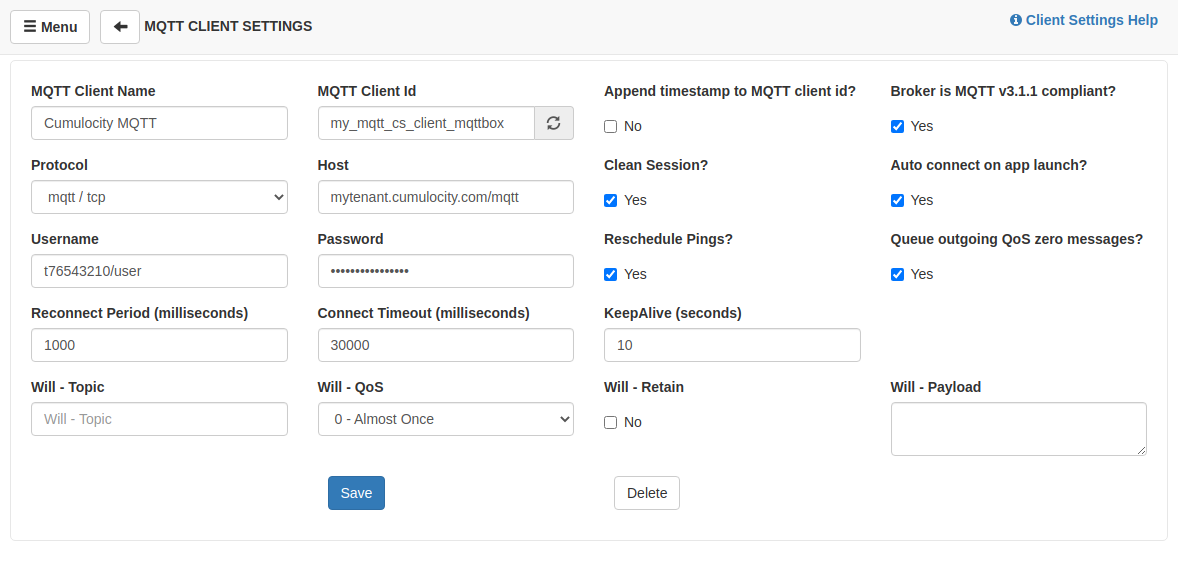 Menu
MQTT CLIENT SETTINGS
Client Settings Help
MQTT Client Name
MQTT Client Id
Append timestamp to MQTT client id?
Broker is MQTT v3.1.1 compliant?
Cumulocity MQTT
my_mqtt_cs_client_mqttbox
No
Yes
Protocol
Host
Clean Session?
Auto connect on app launch?
mqtt / tcp
mytenant.cumulocity.com/mqtt
Yes
Yes
Username
Password
Reschedule Pings?
Queue outgoing QoS zero messages?
t76543210/user
••••••••••••••••
Yes
Yes
Reconnect Period (milliseconds)
Connect Timeout (milliseconds)
KeepAlive (seconds)
1000
30000
10
Will - Topic
Will - QoS
Will - Retain
Will - Payload
Will - Topic
0 - Almost Once
No
Save
Delete